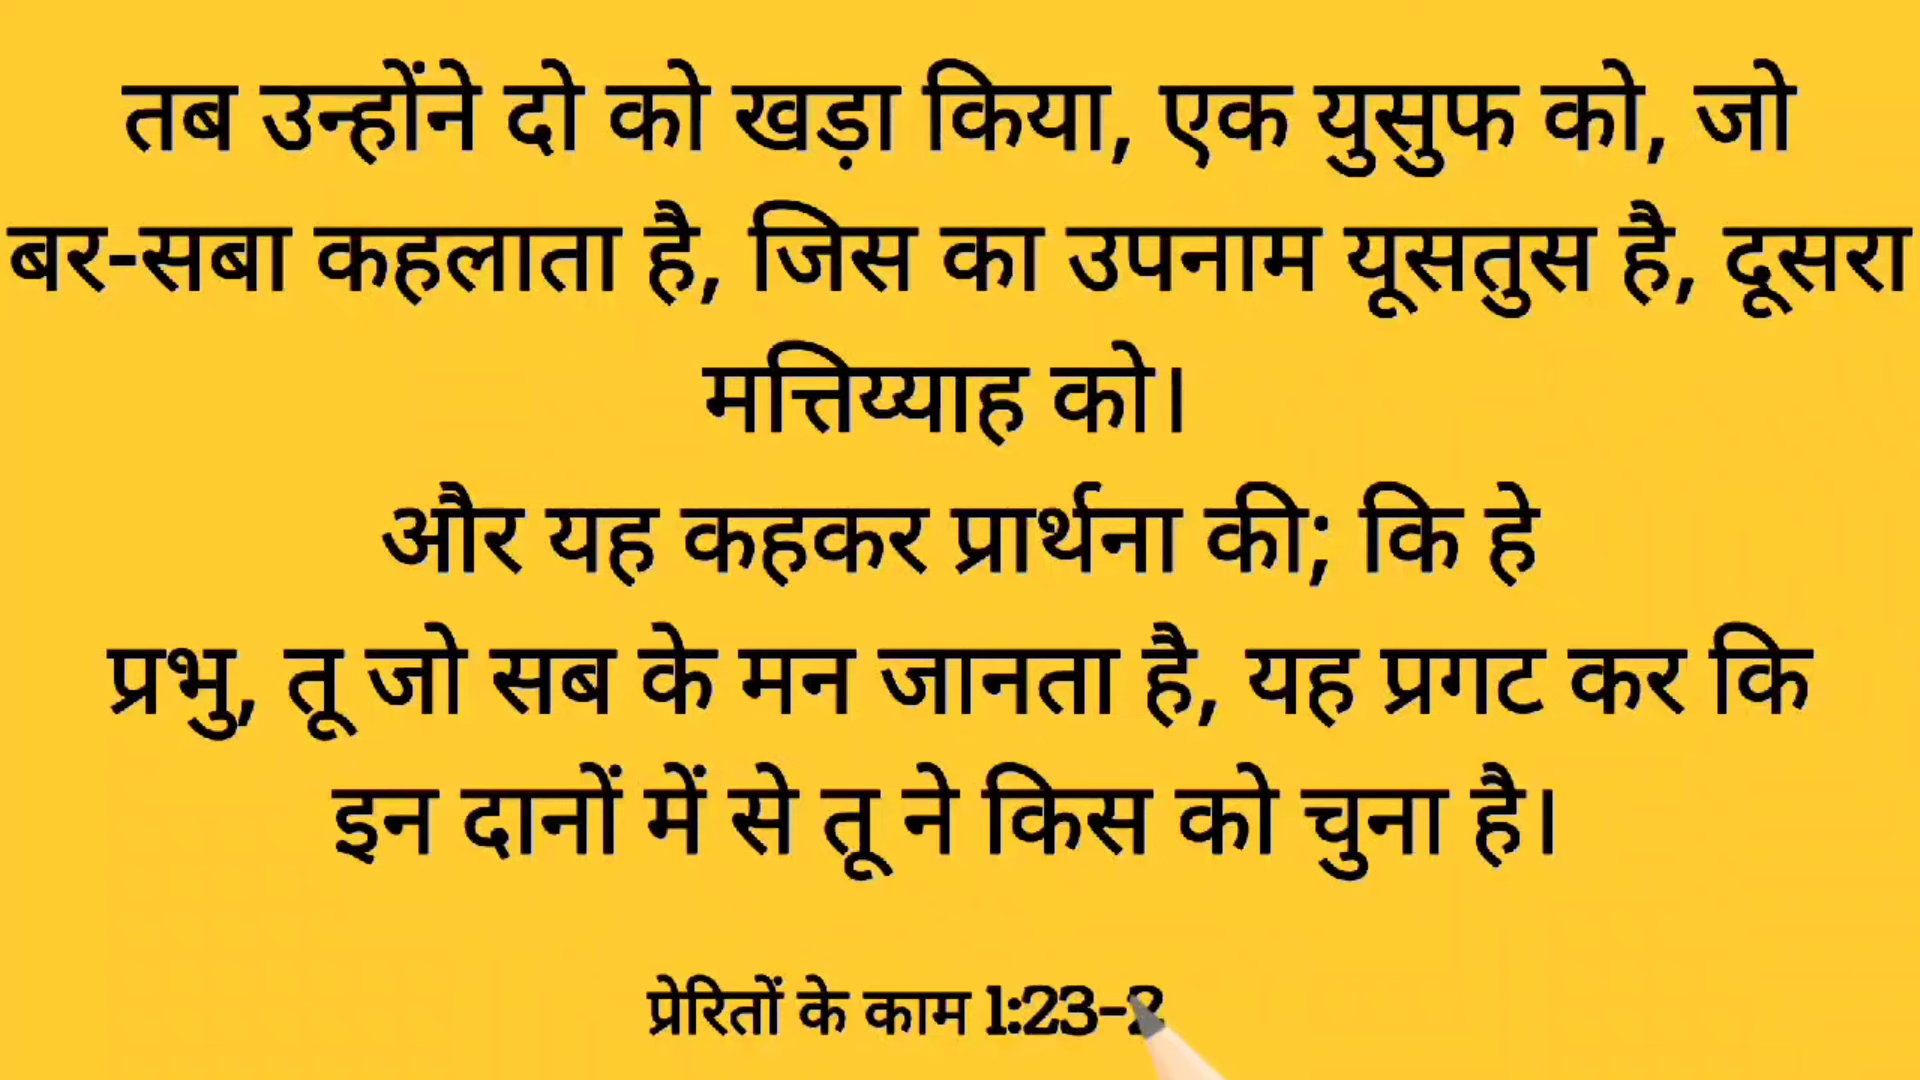 तब उन्होंने दो को खड़ा किया, एक युसुफ को, जो
बर-सबा कहलाता है, जिस का उपनाम यूसतुस है, दूसरा
मत्तिय्याह को।
और यह कहकर प्रार्थना की; कि हे
प्रभु, तू जो सब के मन जानता है, यह प्रगट कर कि
इन दानों में से तू ने किस को चुना है।
प्रेरितों के काम 1:23-2